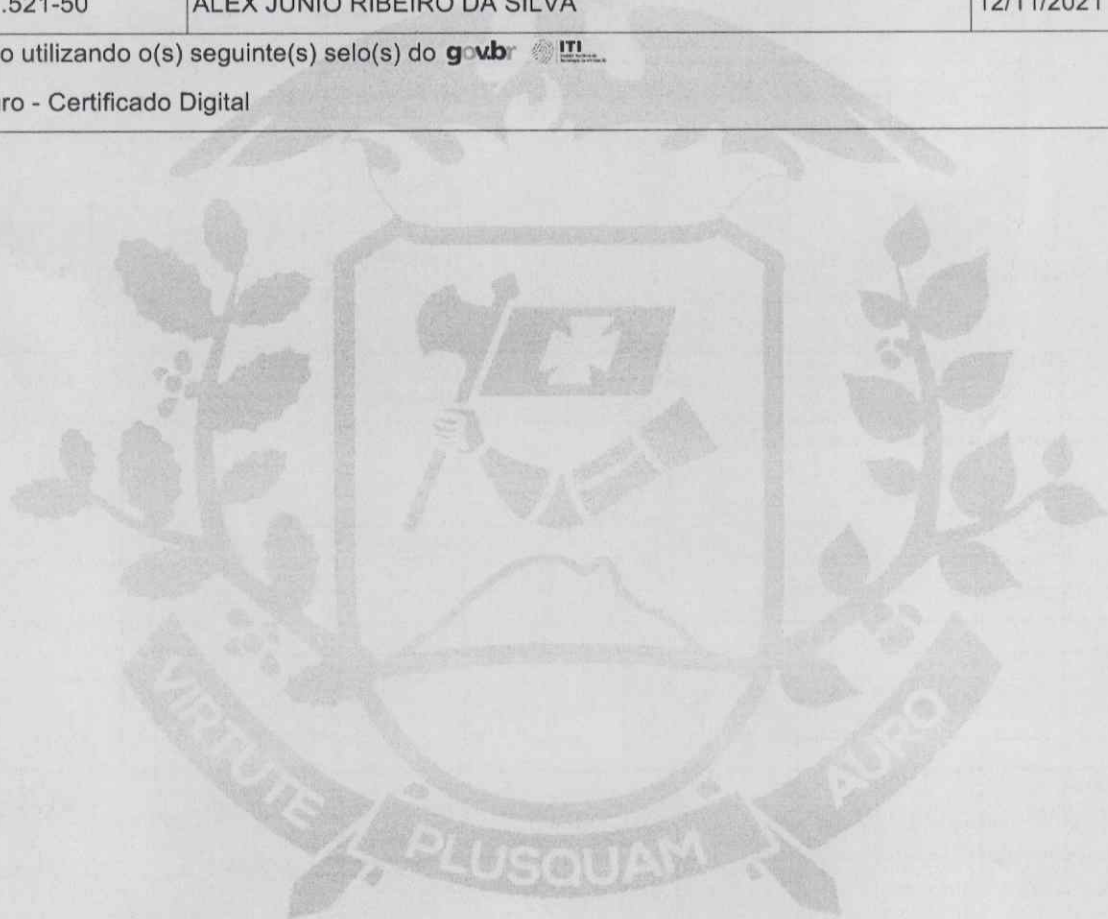 .521-50 ALEX JUNIO RIBEIRO DA SILVA 12/11/2021
o utilizando o(s) seguinte(s) selo(s) do gov.br ITI
ro - Certificado Digital
VIRTUTE PLUSQUAM AURO